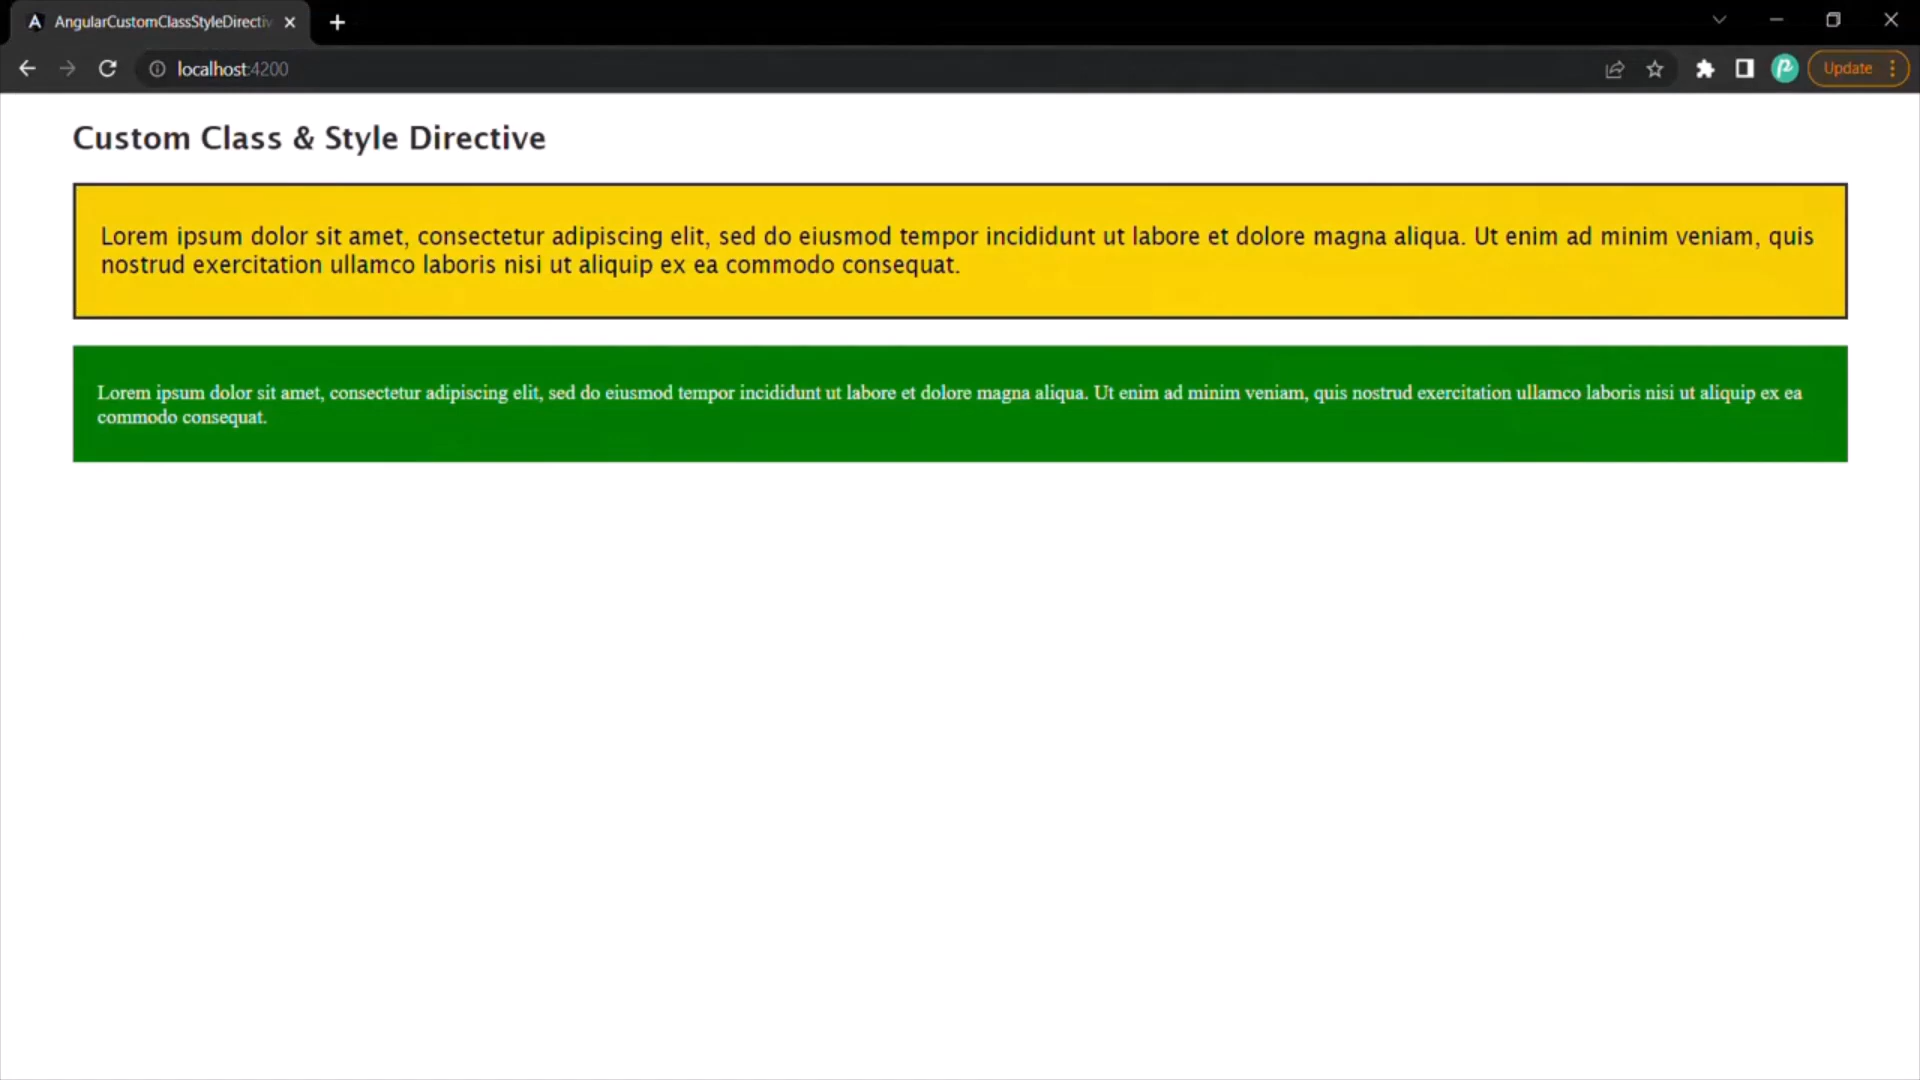 AngularCustomClassStyleDirectiv
localhost:4200
Update
Custom Class & Style Directive
Lorem ipsum dolor sit amet, consectetur adipiscing elit, sed do eiusmod tempor incididunt ut labore et dolore magna aliqua. Ut enim ad minim veniam, quis
nostrud exercitation ullamco laboris nisi ut aliquip ex ea commodo consequat.
Lorem ipsum dolor sit amet, consectetur adipiscing elit, sed do eiusmod tempor incididunt ut labore et dolore magna aliqua. Ut enim ad minim veniam, quis nostrud exercitation ullamco laboris nisi ut aliquip ex ea
commodo consequat.